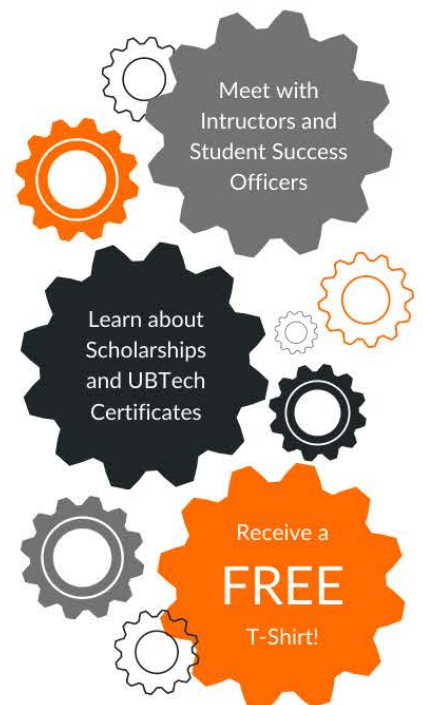 Meet with
Intructors and
Student Success
Officers
Learn about
Scholarships
and UBTech
Certificates
Receive a
FREE
T-Shirt!